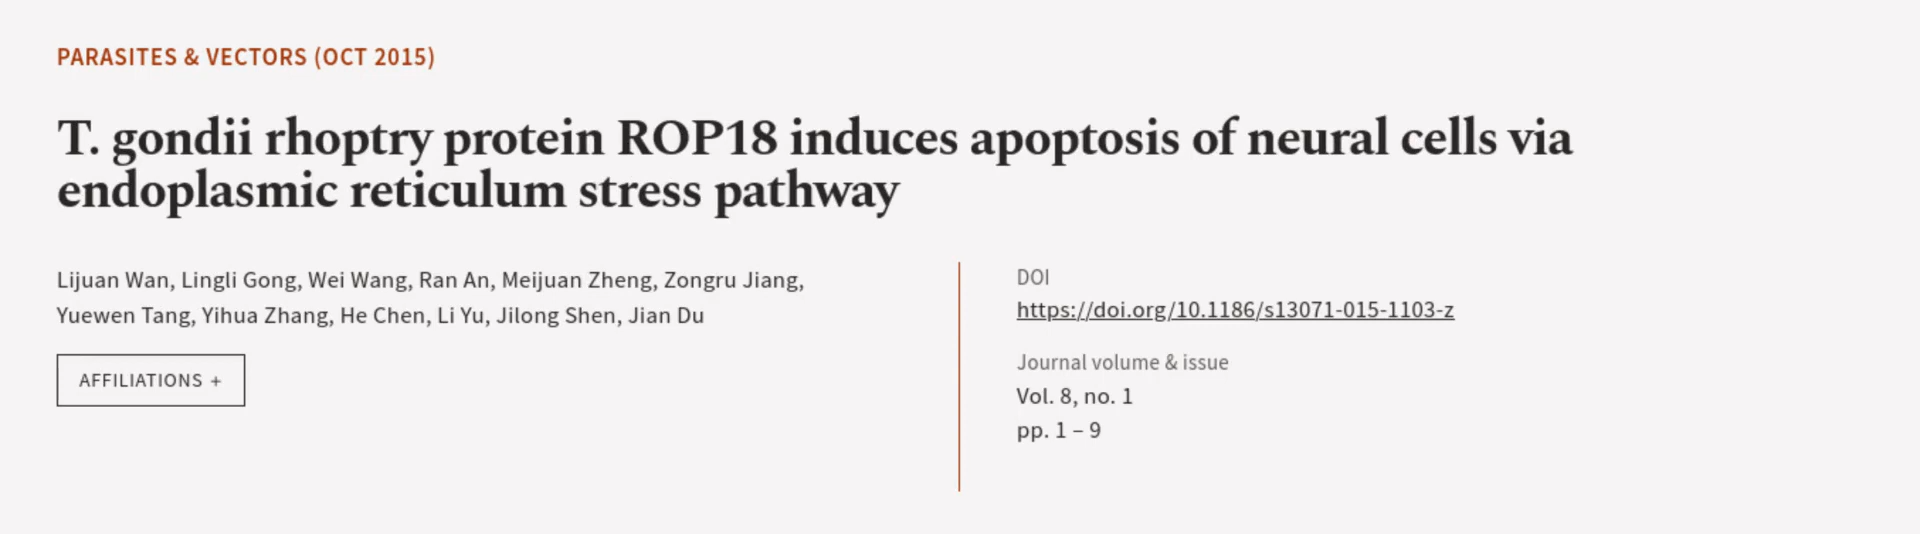 PARASITES & VECTORS (OCT 2015)
T. gondii rhoptry protein ROP18 induces apoptosis of neural cells via
endoplasmic reticulum stress pathway
Lijuan Wan, Lingli Gong, Wei Wang, Ran An, Meijuan Zheng, Zongru Jiang,
Yuewen Tang, Yihua Zhang, He Chen, Li Yu, Jilong Shen, Jian Du
AFFILIATIONS +
DOI
https://doi.org/10.1186/s13071-015-1103-z
Journal volume & issue
Vol. 8, no. 1
pp. 1 – 9